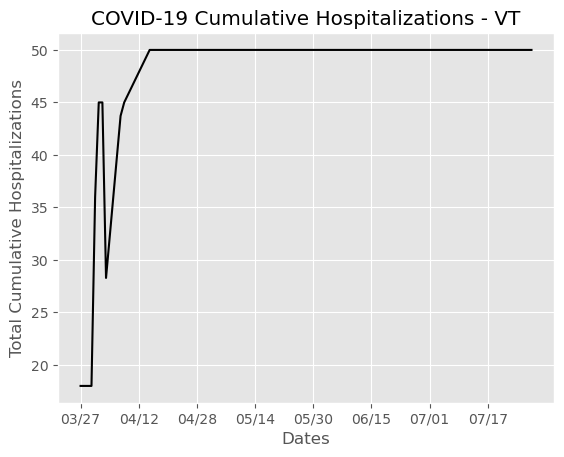 COVID-19 Cumulative Hospitalizations - VT
Total Cumulative Hospitalizations
50
45
40
35
30
25
20
03/27 04/12 04/28 05/14 05/30 06/15 07/01 07/17
Dates